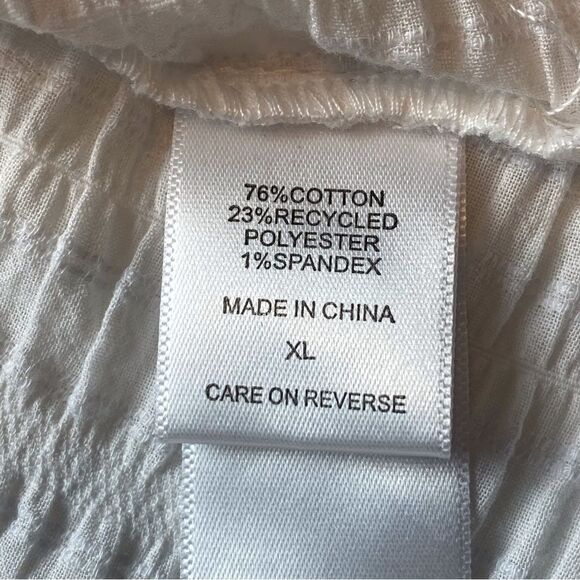 76%COTTON
23%RECYCLED
POLYESTER
1%SPANDEX
MADE IN CHINA
XL
CARE ON REVERSE